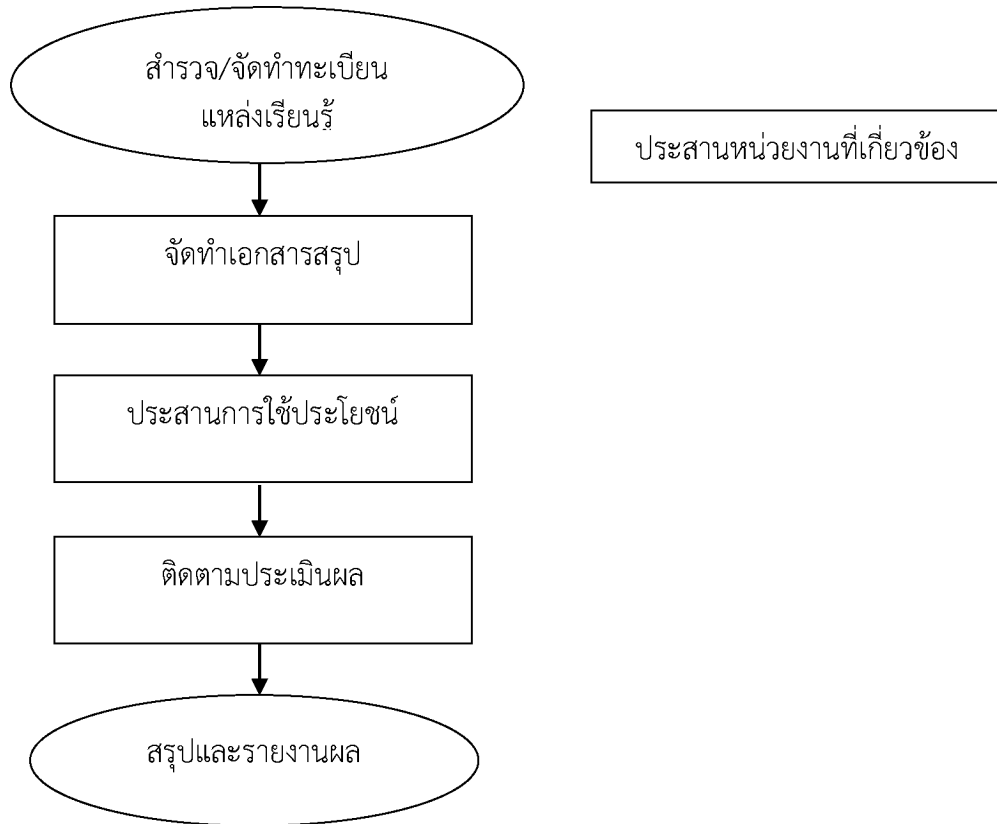 สำรวจ/จัดทำทะเบียน
แหล่งเรียนรู้
ประสานหน่วยงานที่เกี่ยวข้อง
จัดทำเอกสารสรุป
ประสานการใช้ประโยชน์
ติดตามประเมินผล
สรุปและรายงานผล